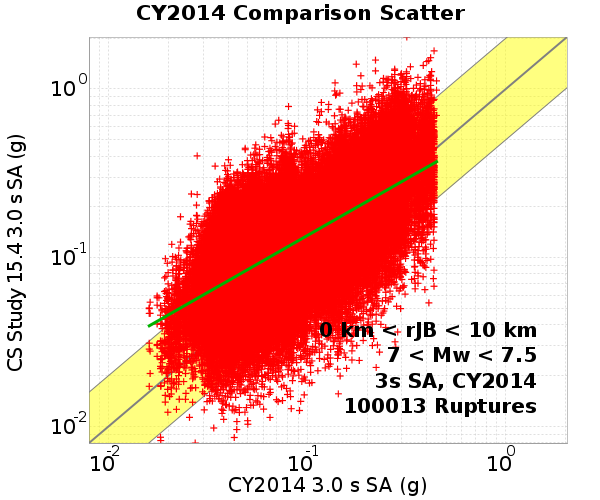 CY2014 Comparison Scatter
CS Study 15.4 3.0 s SA (g)
10^0
10^-1
10^-2
0 km < rJB < 10 km
7 < Mw < 7.5
3s SA, CY2014
100013 Ruptures
10^-2 10^-1 10^0
CY2014 3.0 s SA (g)